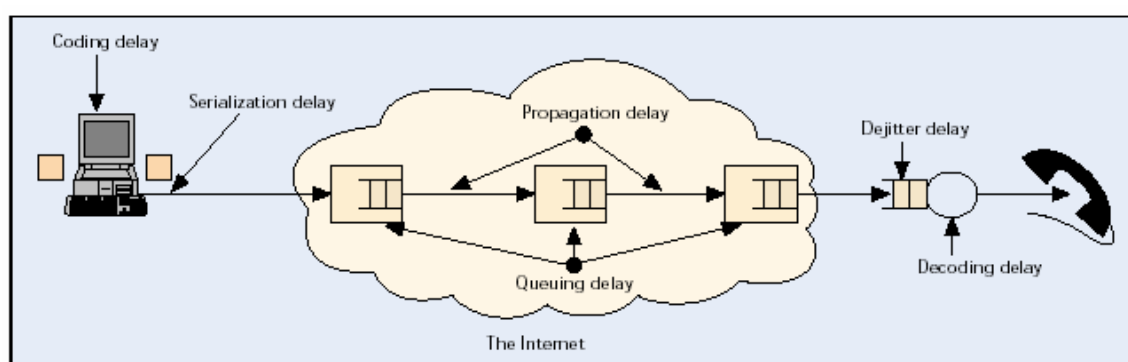 Coding delay
Serialization delay
Propagation delay
Dejitter delay
Queuing delay
Decoding delay
The Internet